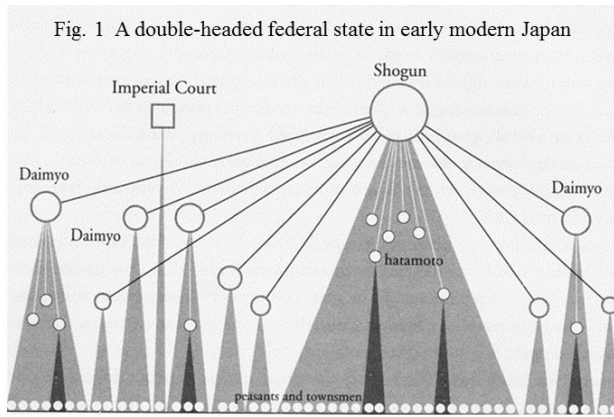 Fig. 1  A double-headed federal state in early modern Japan
Shogun
Imperial Court
Daimyo
Daimyo
Daimyo
hatamoto
peasants and townsmen